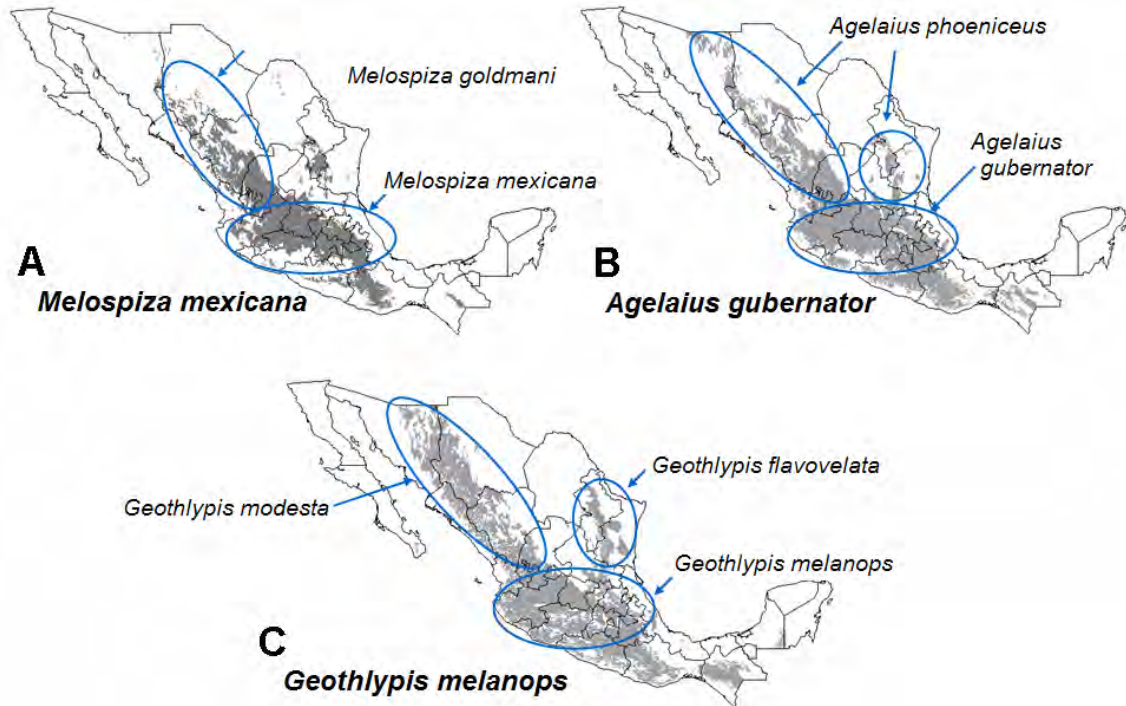 Melospiza goldmani
Melospiza mexicana
A
Melospiza mexicana
Agelaius phoeniceus
Agelaius
gubernator
B
Agelaius gubernator
Geothlypis flavovelata
Geothlypis modesta
Geothlypis melanops
C
Geothlypis melanops